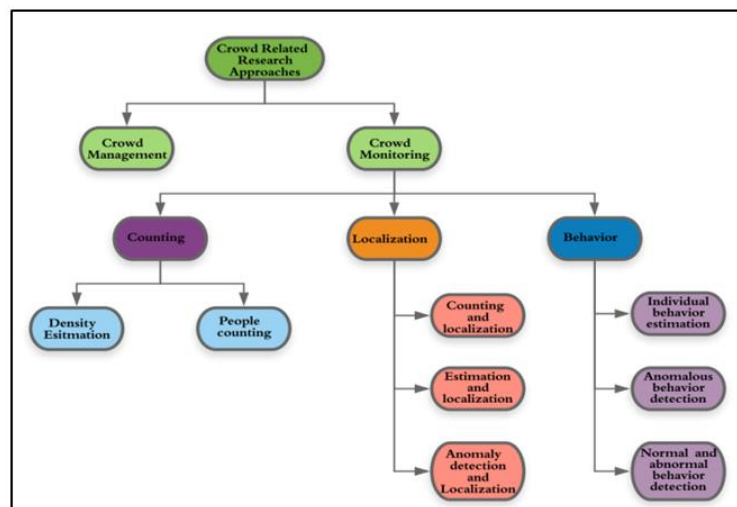 Crowd Related
Research
Approaches
Crowd
Management
Crowd
Monitoring
Counting
Localization
Behavior
Density
Esitmation
People
counting
Counting
and
localization
Estimation
and
localization
Anomaly
detection
and
Localization
Individual
behavior
estimation
Anomalous
behavior
detection
Normal and
abnormal
behavior
detection